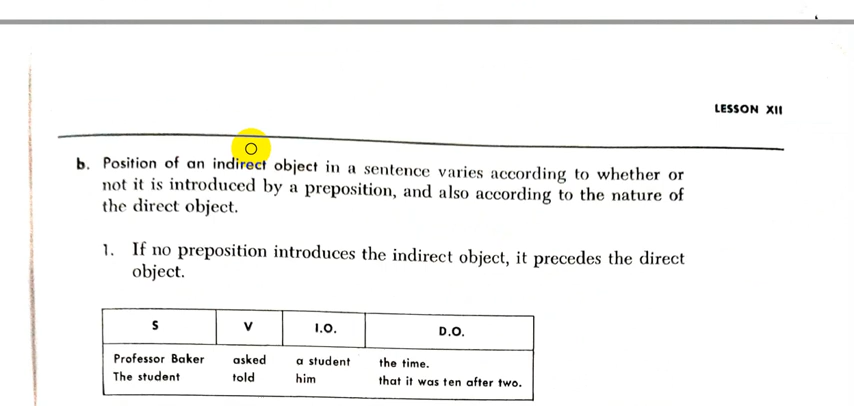 LESSON XII
b. Position of an indirect object in a sentence varies according to whether or
not it is introduced by a preposition, and also according to the nature of
the direct object.
1. If no preposition introduces the indirect object, it precedes the direct
object.
S V I.O. D.O.
Professor Baker asked a student the time.
The student told him that it was ten after two.